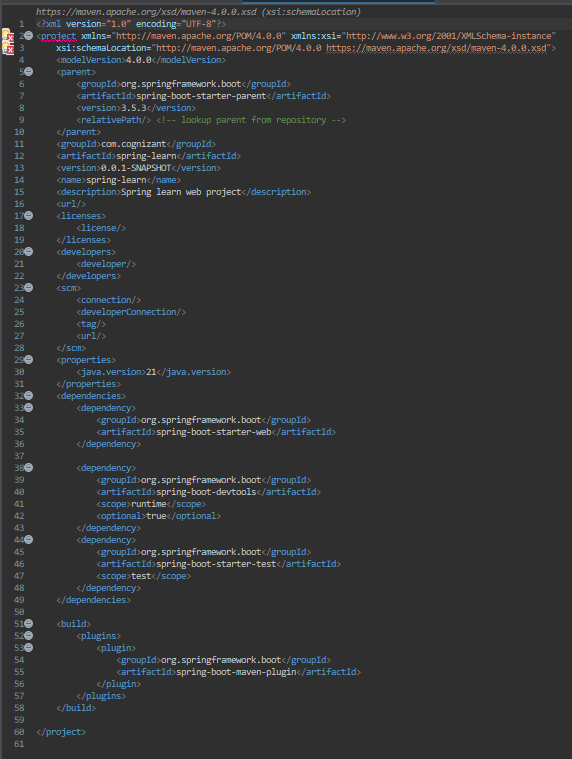 https://maven.apache.org/xsd/maven-4.0.0.xsd (xsi:schemaLocation)
1 <?xml version="1.0" encoding="UTF-8"?>
2 <project xmlns="http://maven.apache.org/POM/4.0.0" xmlns:xsi="http://www.w3.org/2001/XMLSchema-instance"
3     xsi:schemaLocation="http://maven.apache.org/POM/4.0.0 https://maven.apache.org/xsd/maven-4.0.0.xsd">
4     <modelVersion>4.0.0</modelVersion>
5     <parent>
6         <groupId>org.springframework.boot</groupId>
7         <artifactId>spring-boot-starter-parent</artifactId>
8         <version>3.5.3</version>
9         <relativePath/> <!-- lookup parent from repository -->
10     </parent>
11     <groupId>com.cognizant</groupId>
12     <artifactId>spring-learn</artifactId>
13     <version>0.0.1-SNAPSHOT</version>
14     <name>spring-learn</name>
15     <description>Spring learn web project</description>
16     <url/>
17     <licenses>
18         <license/>
19     </licenses>
20     <developers>
21         <developer/>
22     </developers>
23     <scm>
24         <connection/>
25         <developerConnection/>
26         <tag/>
27         <url/>
28     </scm>
29     <properties>
30         <java.version>21</java.version>
31     </properties>
32     <dependencies>
33         <dependency>
34             <groupId>org.springframework.boot</groupId>
35             <artifactId>spring-boot-starter-web</artifactId>
36         </dependency>
37
38         <dependency>
39             <groupId>org.springframework.boot</groupId>
40             <artifactId>spring-boot-devtools</artifactId>
41             <scope>runtime</scope>
42             <optional>true</optional>
43         </dependency>
44         <dependency>
45             <groupId>org.springframework.boot</groupId>
46             <artifactId>spring-boot-starter-test</artifactId>
47             <scope>test</scope>
48         </dependency>
49     </dependencies>
50
51     <build>
52         <plugins>
53             <plugin>
54                 <groupId>org.springframework.boot</groupId>
55                 <artifactId>spring-boot-maven-plugin</artifactId>
56             </plugin>
57         </plugins>
58     </build>
59
60 </project>
61